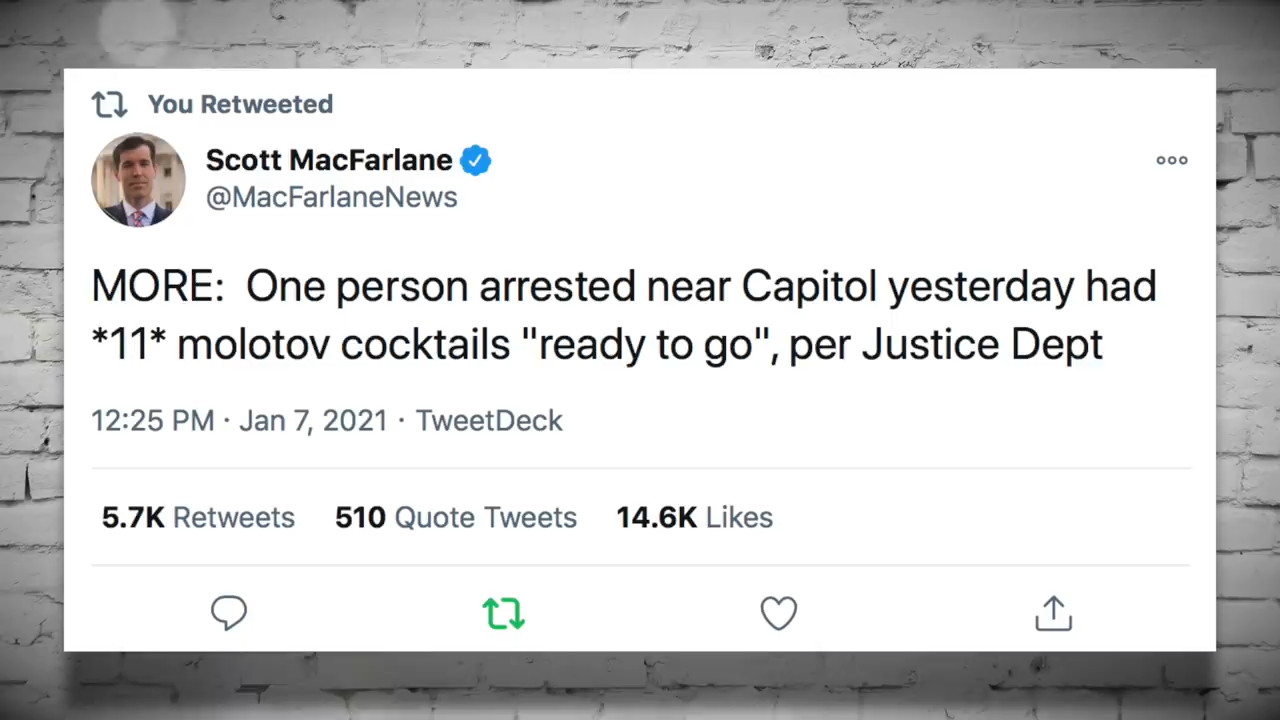 You Retweeted
Scott MacFarlane
@MacFarlaneNews
MORE:  One person arrested near Capitol yesterday had
*11* molotov cocktails "ready to go", per Justice Dept
12:25 PM · Jan 7, 2021 · TweetDeck
5.7K Retweets 510 Quote Tweets 14.6K Likes